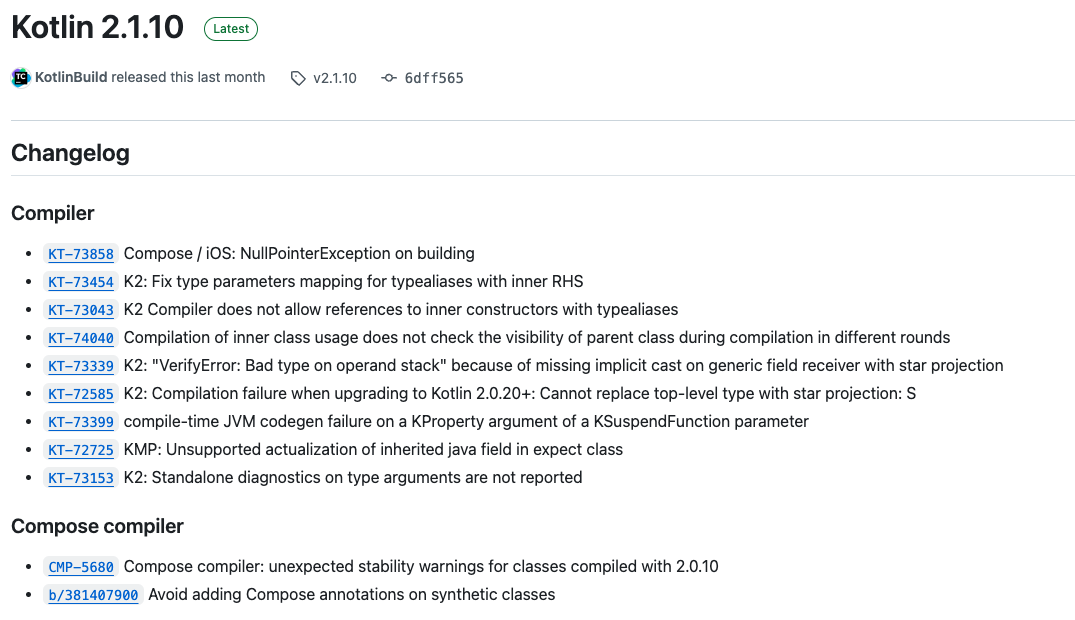 Kotlin 2.1.10 Latest
KotlinBuild released this last month v2.1.10 6dff565
Changelog
Compiler
• KT-73858 Compose / iOS: NullPointerException on building
• KT-73454 K2: Fix type parameters mapping for typealiases with inner RHS
• KT-73043 K2 Compiler does not allow references to inner constructors with typealiases
• KT-74040 Compilation of inner class usage does not check the visibility of parent class during compilation in different rounds
• KT-73339 K2: "VerifyError: Bad type on operand stack" because of missing implicit cast on generic field receiver with star projection
• KT-72585 K2: Compilation failure when upgrading to Kotlin 2.0.20+: Cannot replace top-level type with star projection: S
• KT-73399 compile-time JVM codegen failure on a KProperty argument of a KSuspendFunction parameter
• KT-72725 KMP: Unsupported actualization of inherited java field in expect class
• KT-73153 K2: Standalone diagnostics on type arguments are not reported
Compose compiler
• CMP-5680 Compose compiler: unexpected stability warnings for classes compiled with 2.0.10
• b/381407900 Avoid adding Compose annotations on synthetic classes